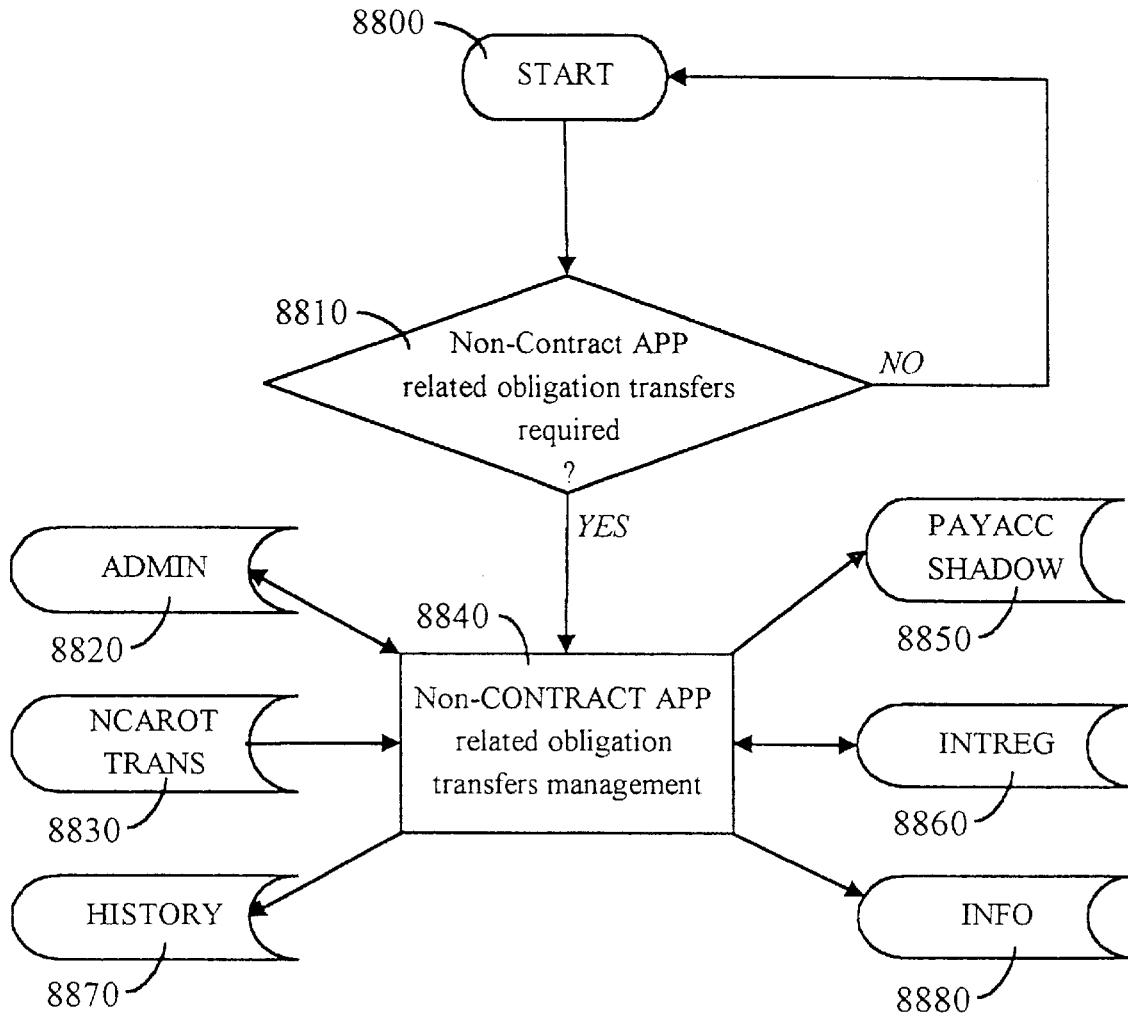 8800
START
8810
Non-Contract APP
related obligation transfers
required
?
NO
YES
ADMIN
8820
PAYACC
SHADOW
8850
8840
Non-CONTRACT APP
related obligation
transfers management
NCAROT
TRANS
8830
INTREG
8860
HISTORY
8870
INFO
8880